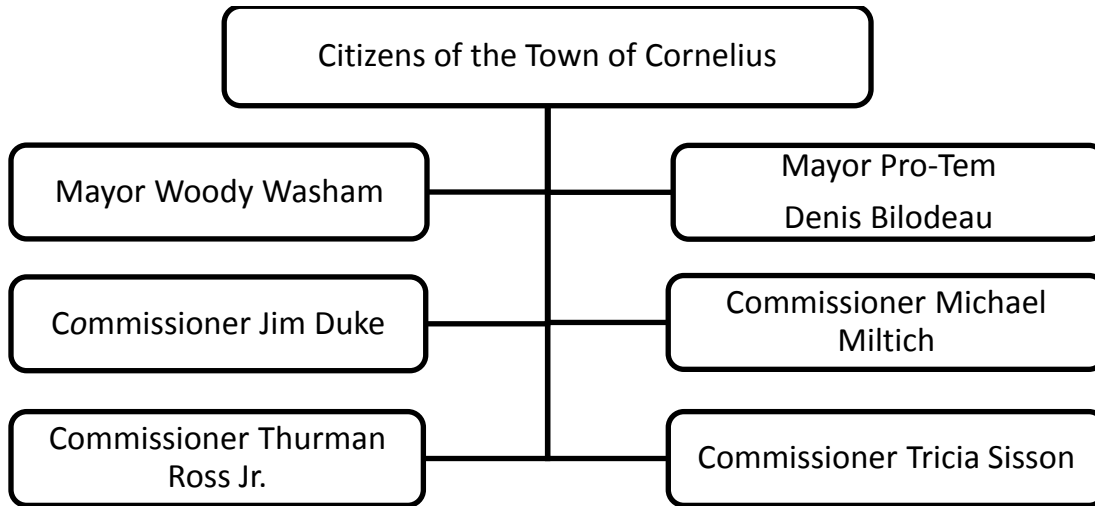 Citizens of the Town of Cornelius
Mayor Woody Washam
Mayor Pro-Tem
Denis Bilodeau
Commissioner Jim Duke
Commissioner Michael
Miltich
Commissioner Thurman
Ross Jr.
Commissioner Tricia Sisson